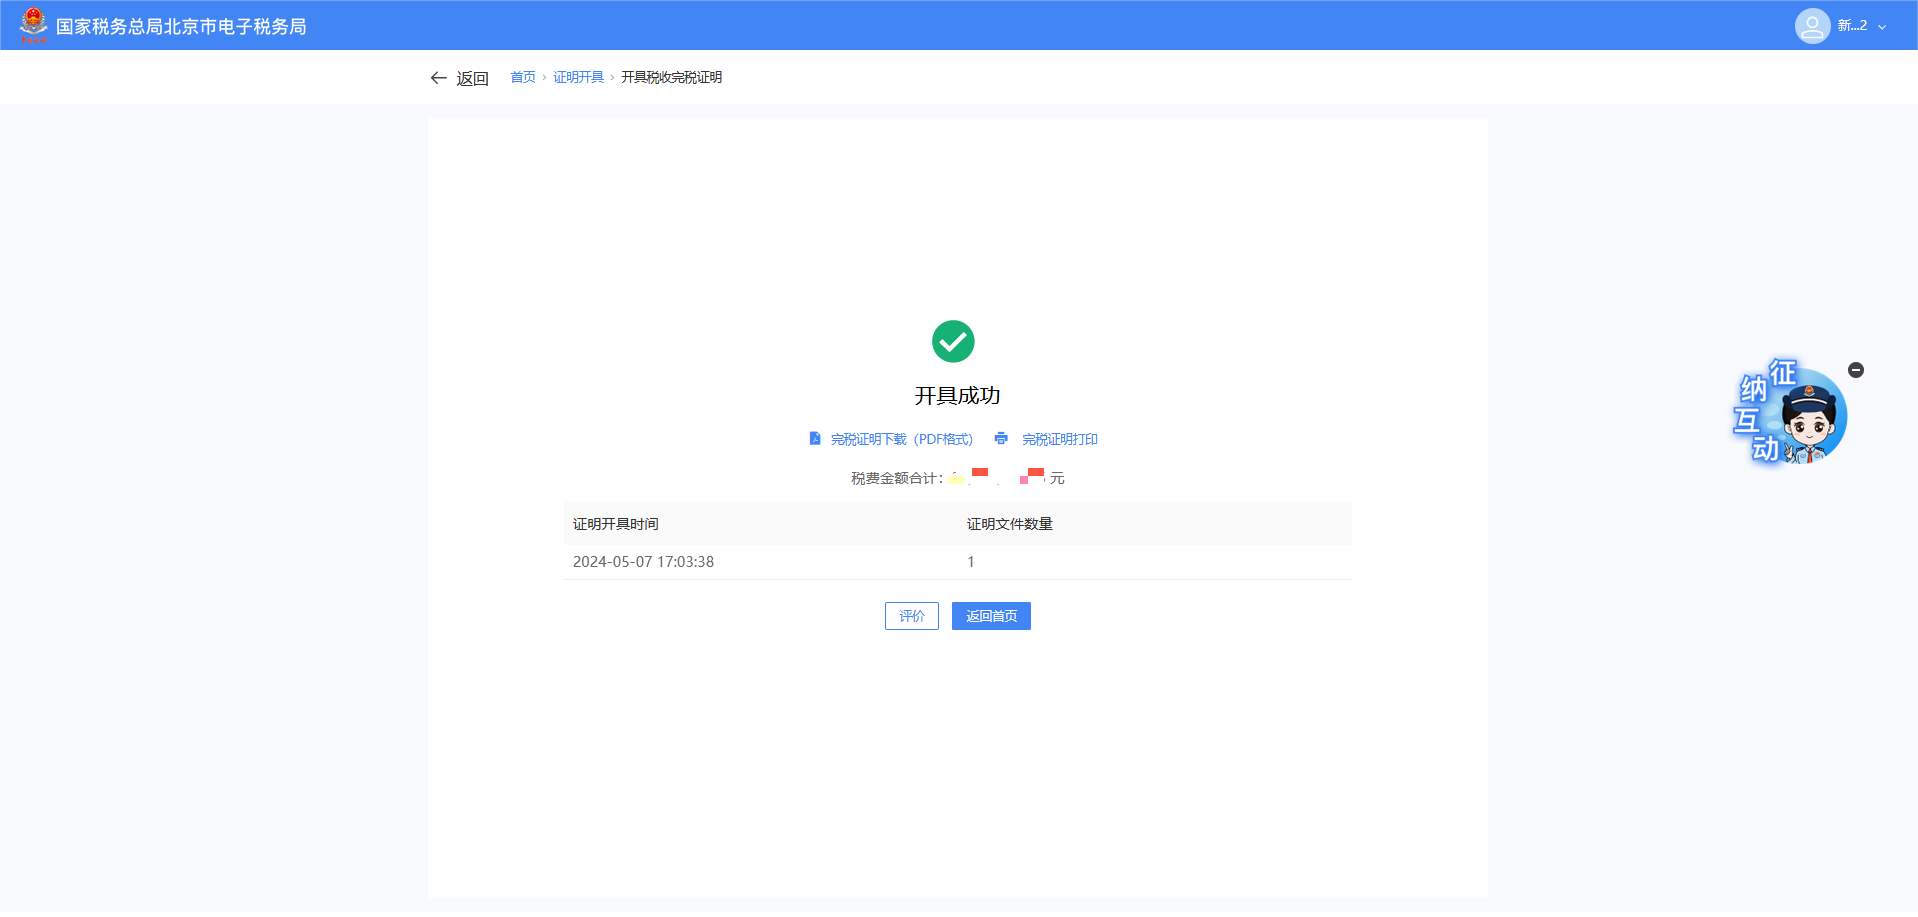 国家税务总局北京市电子税务局
新...2
返回 首页 > 证明开具 > 开具税收完税证明
开具成功
完税证明下载（PDF格式） 完税证明打印
税费金额合计： 元
证明开具时间 证明文件数量
2024-05-07 17:03:38 1
评价 返回首页
征纳互动